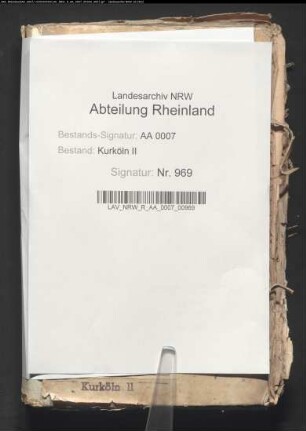 Landesarchiv NRW
Abteilung Rheinland
Bestands-Signatur: AA 0007
Bestand: Kurköln II
Signatur: Nr. 969
LAV_NRW_R_AA_0007_00969
Kurköln II